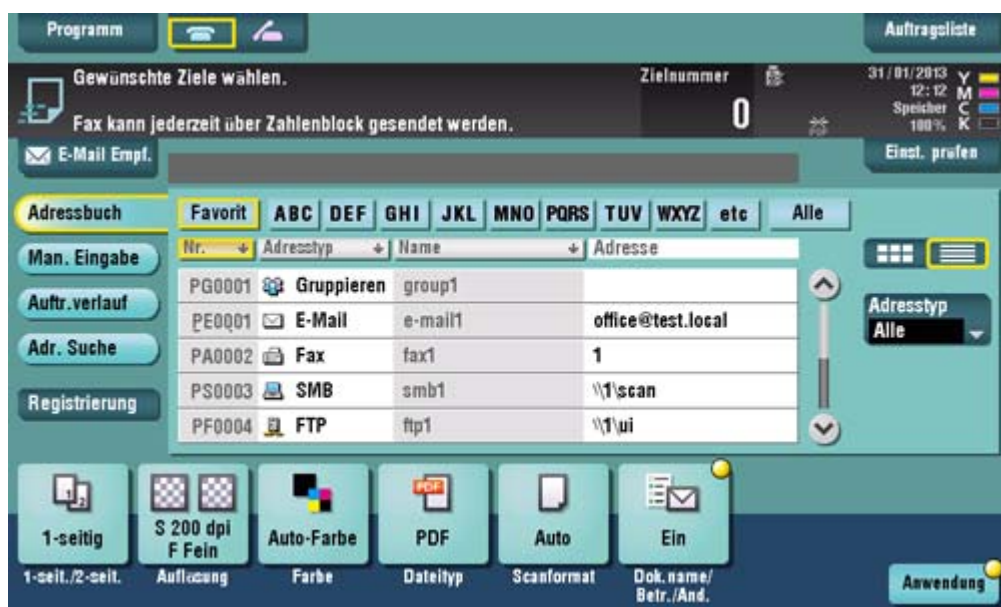 Programm
Auftragsliste
Gewünschte Ziele wählen.
Zielnummer
31/01/2013
12:12
Speicher
100%
Y
M
C
K
Fax kann jederzeit über Zahlenblock gesendet werden.
0
E-Mail Empf.
Einst. prüfen
Adressbuch
Favorit ABC DEF GHI JKL MNO PQRS TUV WXYZ etc Alle
Nr. Adresstyp Name Adresse
Man. Eingabe
PG0001 Gruppieren group1
Auftr.verlauf
PE0001 E-Mail e-mail1 office@test.local
Adresstyp
Alle
Adr. Suche
PA0002 Fax fax1 1
PS0003 SMB smb1 \\1\scan
Registrierung
PF0004 FTP ftp1 \\1\ui
1-seitig
S 200 dpi
F Fein
Auto-Farbe
PDF
PDF
Auto
Ein
1-seit./2-seit.
Auflösung
Farbe
Dateityp
Scanformat
Dok.name/
Betr./And.
Anwendung